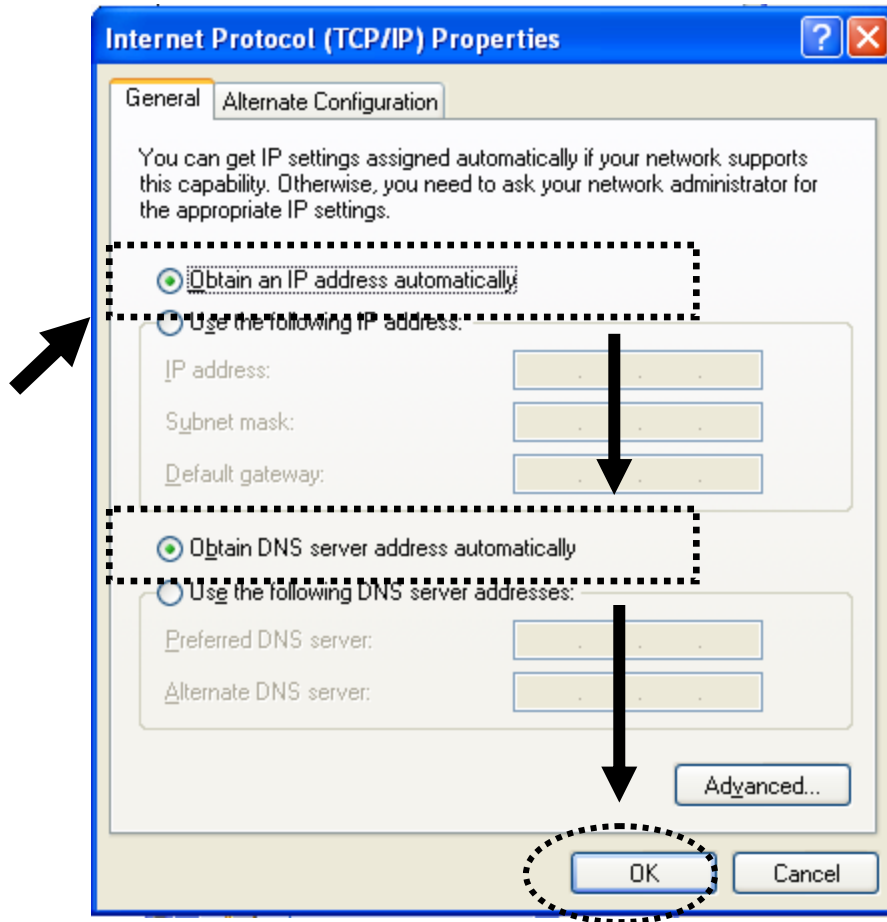 Internet Protocol (TCP/IP) Properties
?
General
Alternate Configuration
You can get IP settings assigned automatically if your network supports
this capability. Otherwise, you need to ask your network administrator for
the appropriate IP settings.
Obtain an IP address automatically
Use the following IP address:
IP address:
Subnet mask:
Default gateway:
Obtain DNS server address automatically
Use the following DNS server addresses:
Preferred DNS server:
Alternate DNS server:
Advanced...
OK
Cancel